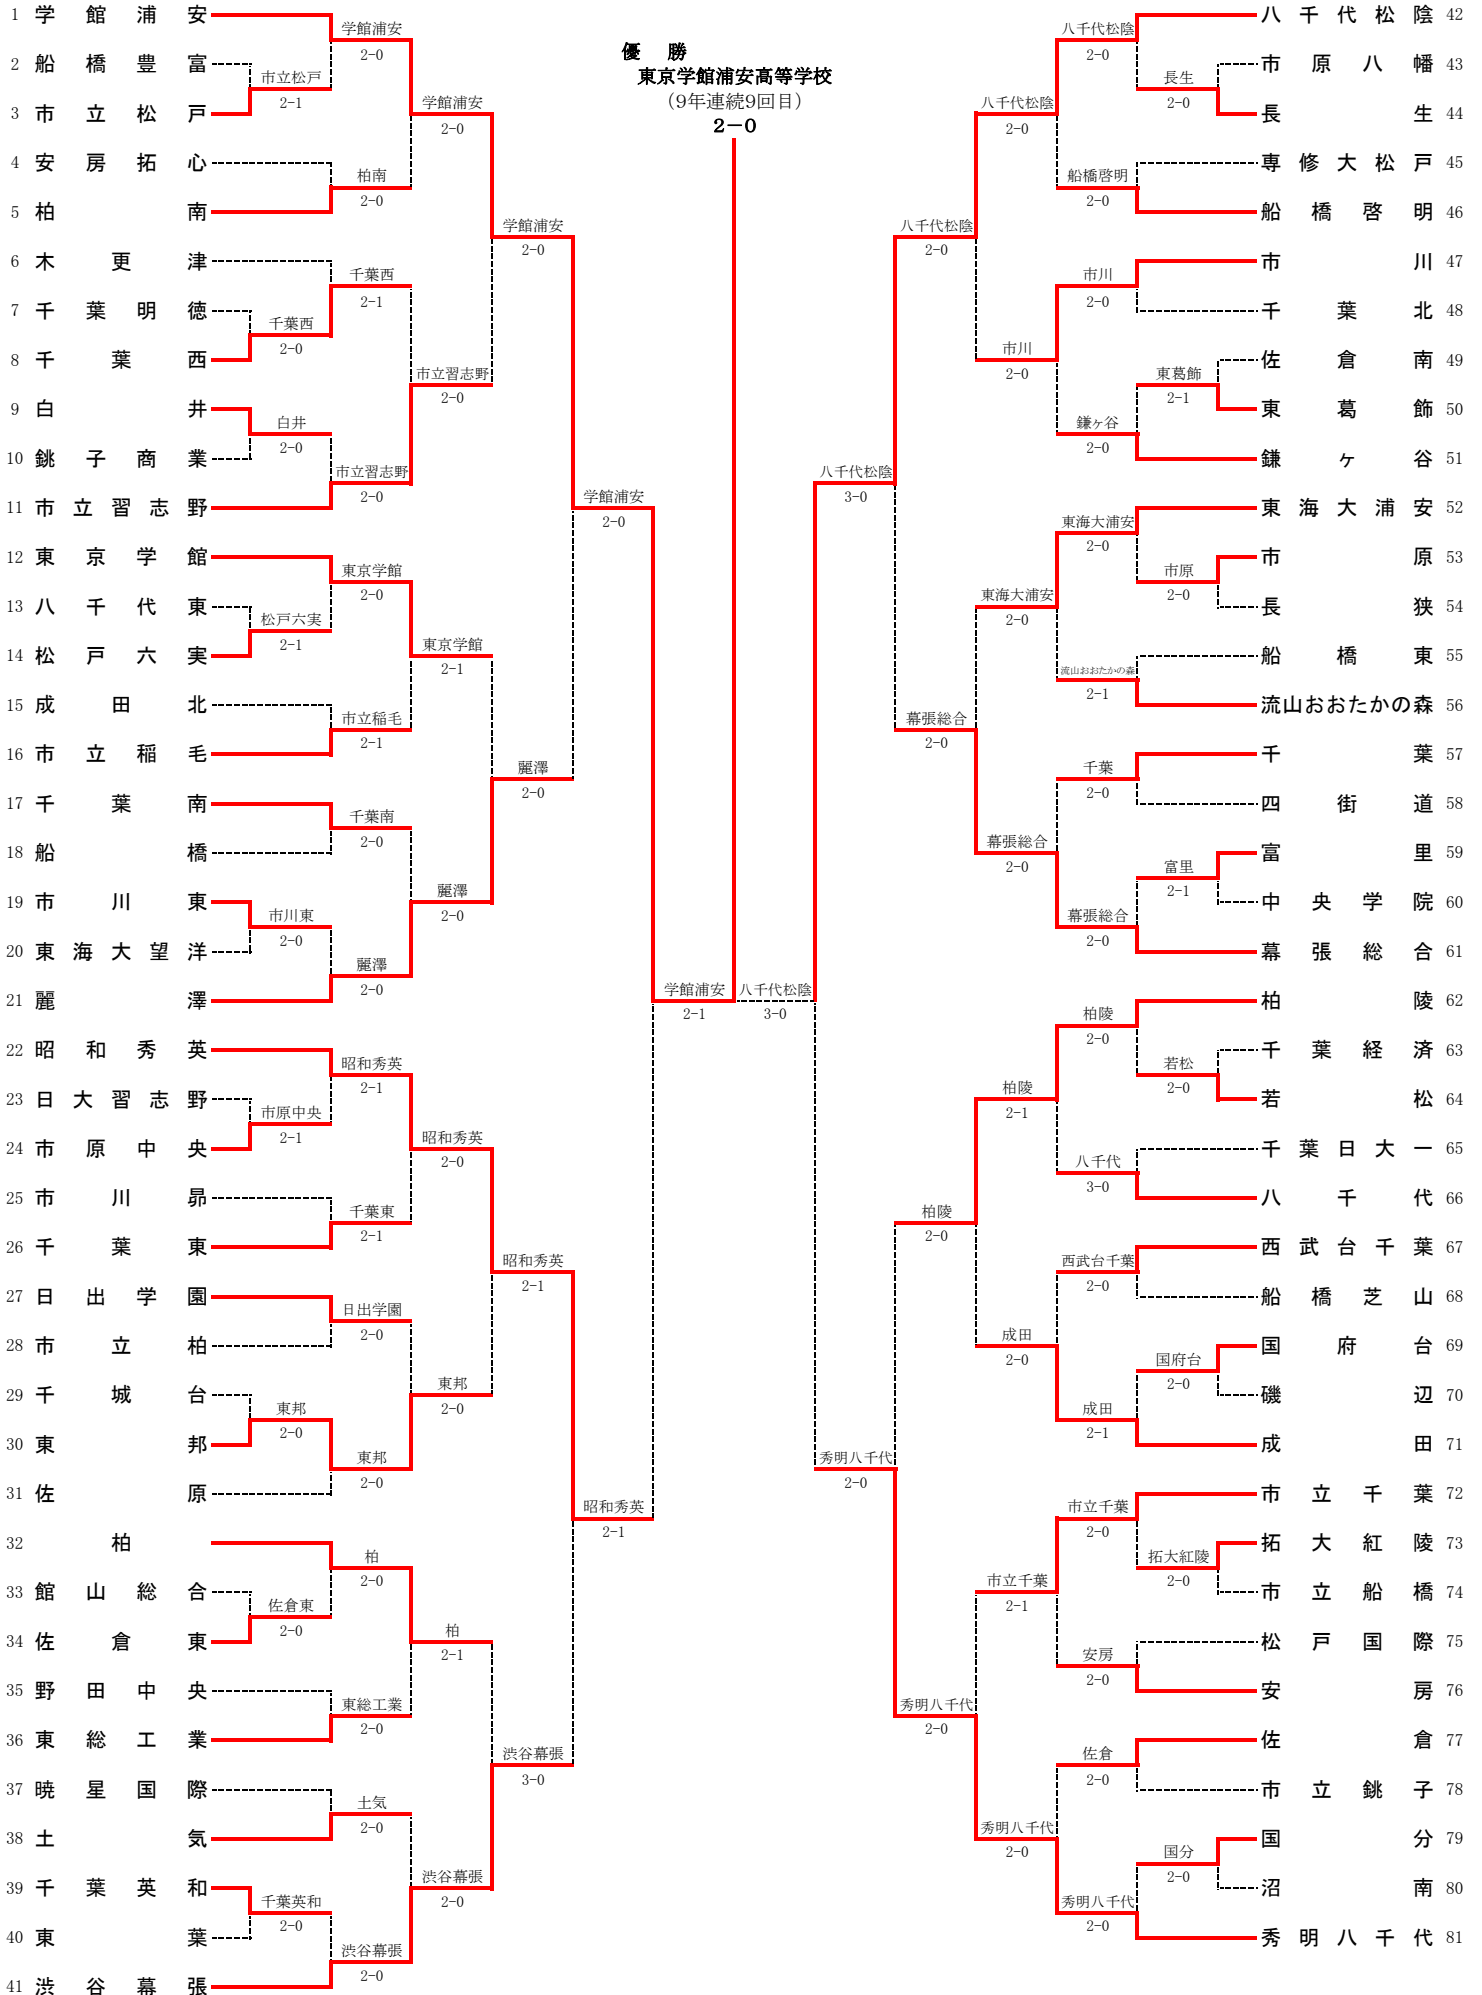 優　勝
東京学館浦安高等学校
（9年連続9回目）
2－0
1 学館浦安
2 船橋豊富
3 市立松戸
4 安房拓心
5 柏南
6 木更津
7 千葉明徳
8 千葉西
9 白井
10 銚子商業
11 市立習志野
12 東京学館
13 八千代東
14 松戸六実
15 成田北
16 市立稲毛
17 千葉南
18 船橋
19 市川東
20 東海大望洋
21 麗澤
22 昭和秀英
23 日大習志野
24 市原中央
25 市川昴
26 千葉東
27 日出学園
28 市立柏
29 千城台
30 東邦
31 佐原
32 柏
33 館山総合
34 佐倉東
35 野田中央
36 東総工業
37 暁星国際
38 土気
39 千葉英和
40 東葉
41 渋谷幕張
市立松戸
2-1
千葉西
2-0
白井
2-0
松戸六実
2-1
市川東
2-0
市原中央
2-1
東邦
2-0
佐倉東
2-0
千葉英和
2-0
学館浦安
2-0
柏南
2-0
千葉西
2-1
市立習志野
2-0
東京学館
2-0
市立稲毛
2-1
千葉南
2-0
麗澤
2-0
昭和秀英
2-1
千葉東
2-1
日出学園
2-0
東邦
2-0
柏
2-0
東総工業
2-0
土気
2-0
渋谷幕張
2-0
学館浦安
2-0
市立習志野
2-0
東京学館
2-1
麗澤
2-0
昭和秀英
2-0
東邦
2-0
柏
2-1
渋谷幕張
2-0
学館浦安
2-0
麗澤
2-0
昭和秀英
2-1
渋谷幕張
3-0
学館浦安
2-0
昭和秀英
2-1
学館浦安
2-1
八千代松陰
3-0
八千代松陰
3-0
秀明八千代
2-0
八千代松陰
2-0
幕張総合
2-0
柏陵
2-0
秀明八千代
2-0
八千代松陰
2-0
市川
2-0
東海大浦安
2-0
幕張総合
2-0
柏陵
2-1
成田
2-0
市立千葉
2-1
秀明八千代
2-0
八千代松陰
2-0
船橋啓明
2-0
市川
2-0
鎌ヶ谷
2-0
東海大浦安
2-0
流山おおたかの森
2-1
千葉
2-0
幕張総合
2-0
柏陵
2-0
八千代
3-0
西武台千葉
2-0
成田
2-1
市立千葉
2-0
安房
2-0
佐倉
2-0
秀明八千代
2-0
長生
2-0
東葛飾
2-1
市原
2-0
富里
2-1
若松
2-0
国府台
2-0
拓大紅陵
2-0
国分
2-0
八千代松陰 42
市原八幡 43
長生 44
専修大松戸 45
船橋啓明 46
市川 47
千葉北 48
佐倉南 49
東葛飾 50
鎌ヶ谷 51
東海大浦安 52
市原 53
長狭 54
船橋東 55
流山おおたかの森 56
千葉 57
四街道 58
富里 59
中央学院 60
幕張総合 61
柏陵 62
千葉経済 63
若松 64
千葉日大一 65
八千代 66
西武台千葉 67
船橋芝山 68
国府台 69
磯辺 70
成田 71
市立千葉 72
拓大紅陵 73
市立船橋 74
松戸国際 75
安房 76
佐倉 77
市立銚子 78
国分 79
沼南 80
秀明八千代 81